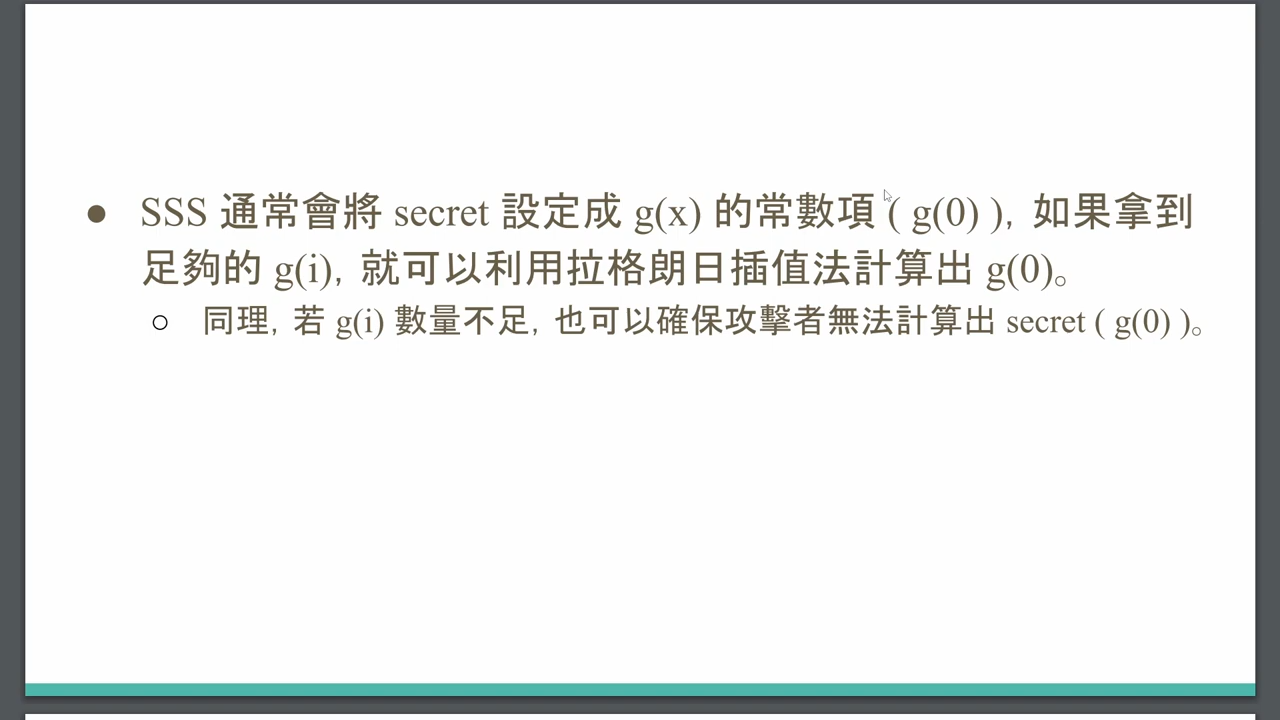 ● SSS 通常會將 secret 設定成 g(x) 的常數項 ( g(0) ), 如果拿到
足夠的 g(i), 就可以利用拉格朗日插值法計算出 g(0)。
○ 同理, 若 g(i) 數量不足, 也可以確保攻擊者無法計算出 secret ( g(0) )。